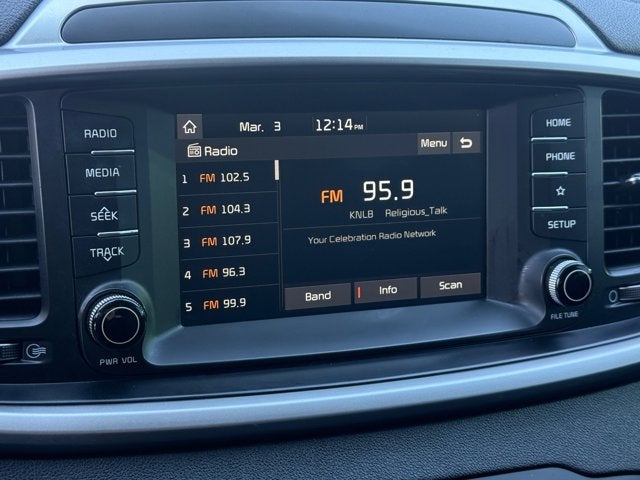 RADIO
MEDIA
SEEK
TRACK
PWR VOL
Mar. 3 12:14 PM
Radio
Menu
1 FM 102.5
2 FM 104.3
3 FM 107.9
4 FM 96.3
5 FM 99.9
FM 95.9
KNLB Religious_Talk
Your Celebration Radio Network
Band
Info
Scan
HOME
PHONE
SETUP
FILE TUNE